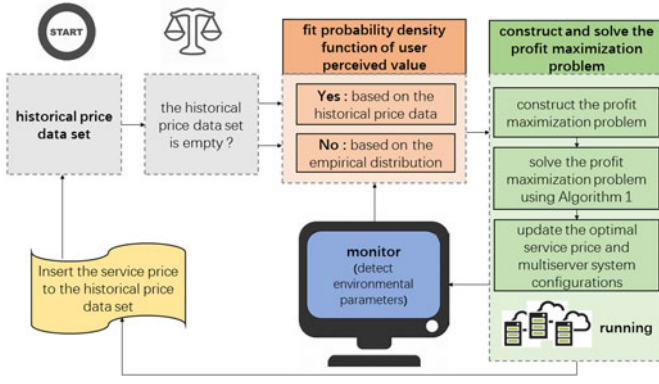 START
fit probability density
function of user
perceived value
construct and solve the
profit maximization
problem
historical price
data set
the historical
price data set
is empty ?
Yes : based on the
historical price data
No : based on the
empirical distribution
construct the profit
maximization problem
solve the profit
maximization problem
using Algorithm 1
update the optimal
service price and
multiserver system
configurations
running
monitor
(detect
environmental
parameters)
Insert the service price
to the historical price
data set